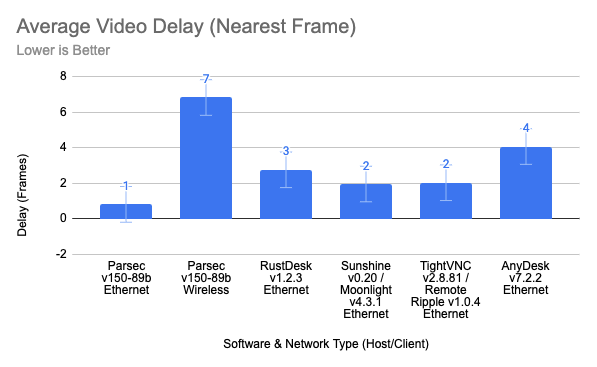 Average Video Delay (Nearest Frame)
Lower is Better
8
6
4
2
0
-2
Delay (Frames)
1
7
3
2
2
4
Parsec
v150-89b
Ethernet
Parsec
v150-89b
Wireless
RustDesk
v1.2.3
Ethernet
Sunshine
v0.20 /
Moonlight
v4.3.1
Ethernet
TightVNC
v2.8.81 /
Remote
Ripple v1.0.4
Ethernet
AnyDesk
v7.2.2
Ethernet
Software & Network Type (Host/Client)